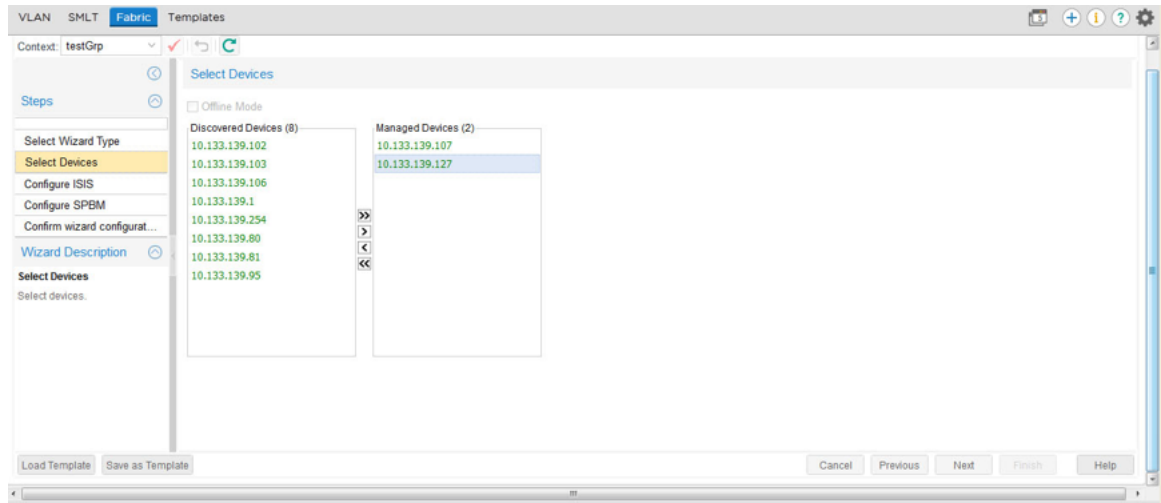 VLAN SMLT Fabric Templates
Context: testGrp
Steps
Select Wizard Type
Select Devices
Configure ISIS
Configure SPBM
Confirm wizard configurat...
Wizard Description
Select Devices
Select devices.
Select Devices
Offline Mode
Discovered Devices (8)
10.133.139.102
10.133.139.103
10.133.139.106
10.133.139.1
10.133.139.254
10.133.139.80
10.133.139.81
10.133.139.95
>>
>
<
<<
Managed Devices (2)
10.133.139.107
10.133.139.127
Load Template Save as Template Cancel Previous Next Finish Help